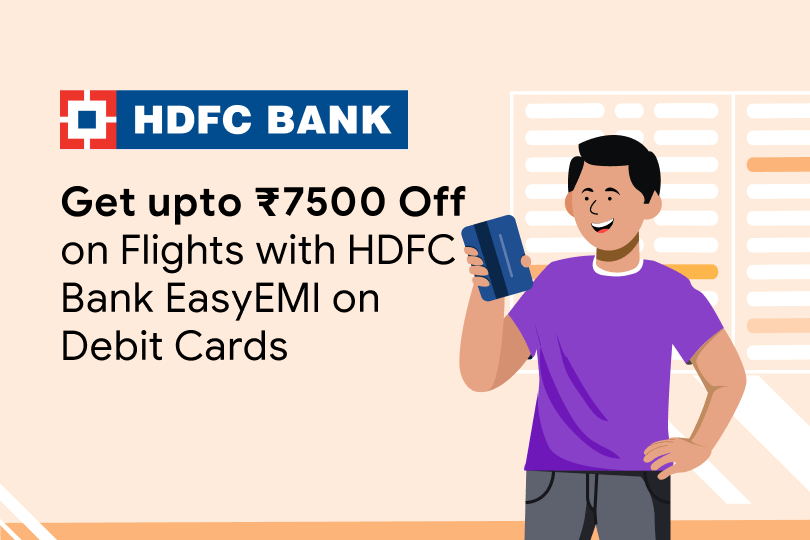 HDFC BANK
Get upto ₹7500 Off
on Flights with HDFC
Bank EasyEMI on
Debit Cards